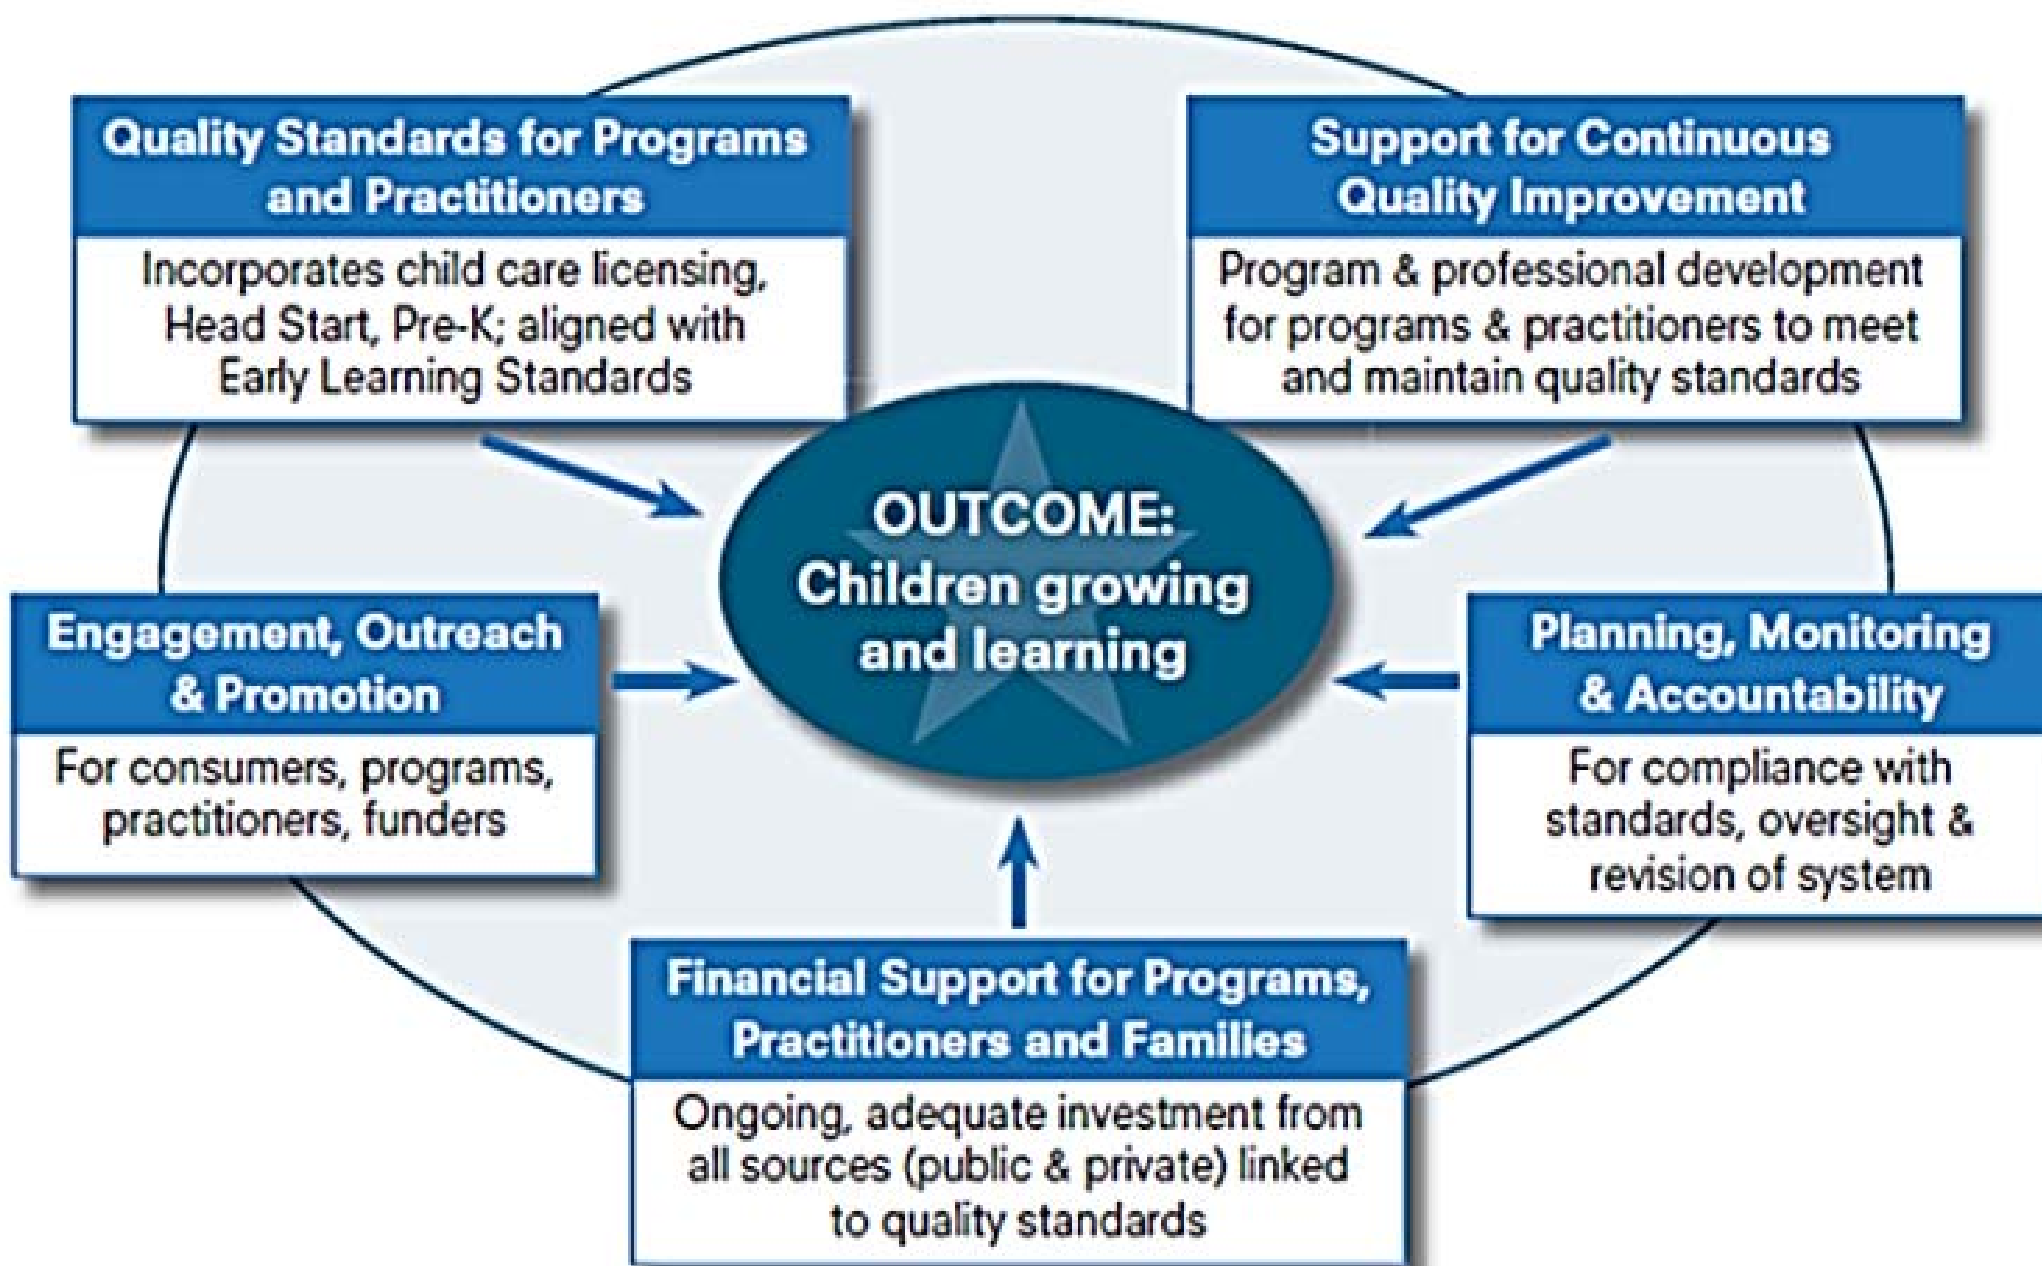 Quality Standards for Programs
and Practitioners
Incorporates child care licensing,
Head Start, Pre-K; aligned with
Early Learning Standards
Support for Continuous
Quality Improvement
Program & professional development
for programs & practitioners to meet
and maintain quality standards
OUTCOME:
Children growing
and learning
Engagement, Outreach
& Promotion
For consumers, programs,
practitioners, funders
Planning, Monitoring
& Accountability
For compliance with
standards, oversight &
revision of system
Financial Support for Programs,
Practitioners and Families
Ongoing, adequate investment from
all sources (public & private) linked
to quality standards